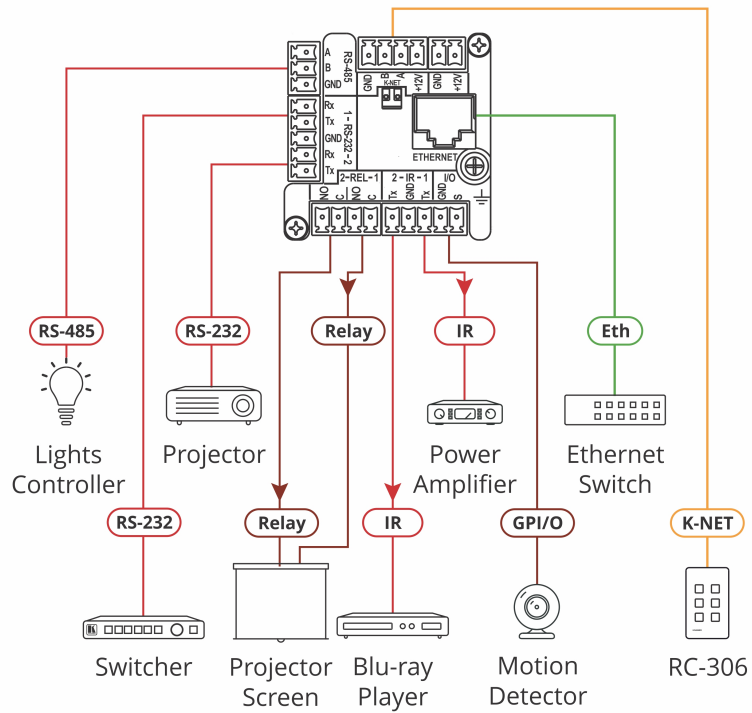 A
B
GND
RS-485
Rx
Tx
GND
Rx
Tx
1 - RS-232 - 2
GND
B
A
+12V
GND
+12V
K-NET
ETHERNET
2-REL-1
2 - IR - 1
I/O
NO
C
NO
C
Tx
GND
Tx
GND
S
RS-485
RS-232
Relay
IR
Eth
Lights
Controller
Projector
Power
Amplifier
Ethernet
Switch
RS-232
Relay
IR
GPI/O
K-NET
Switcher
Projector
Screen
Blu-ray
Player
Motion
Detector
RC-306